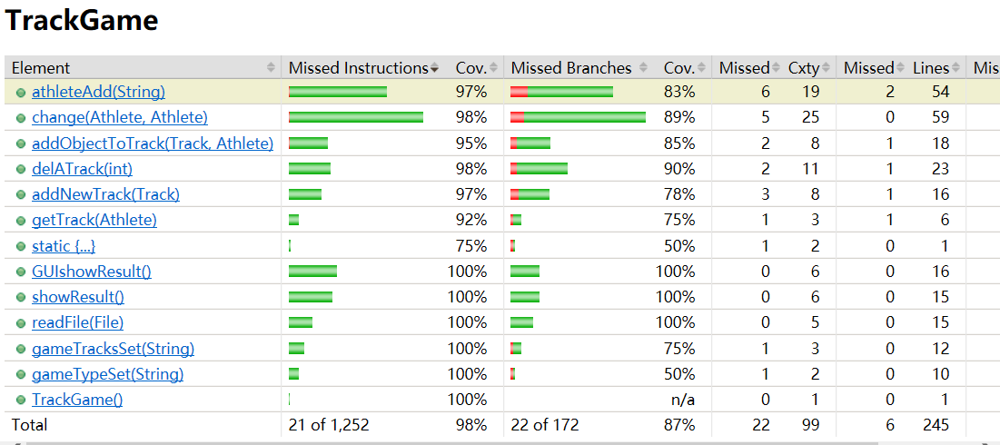 TrackGame
Element Missed Instructions Cov. Missed Branches Cov. Missed Cxty Missed Lines Mis
athleteAdd(String) 97% 83% 6 19 2 54
change(Athlete, Athlete) 98% 89% 5 25 0 59
addObjectToTrack(Track, Athlete) 95% 85% 2 8 1 18
delATrack(int) 98% 90% 2 11 1 23
addNewTrack(Track) 97% 78% 3 8 1 16
getTrack(Athlete) 92% 75% 1 3 1 6
static {...} 75% 50% 1 2 0 1
GUIshowResult() 100% 100% 0 6 0 16
showResult() 100% 100% 0 6 0 15
readFile(File) 100% 100% 0 5 0 15
gameTracksSet(String) 100% 75% 1 3 0 12
gameTypeSet(String) 100% 50% 1 2 0 10
TrackGame() 100% n/a 0 1 0 1
Total 21 of 1,252 98% 22 of 172 87% 22 99 6 245